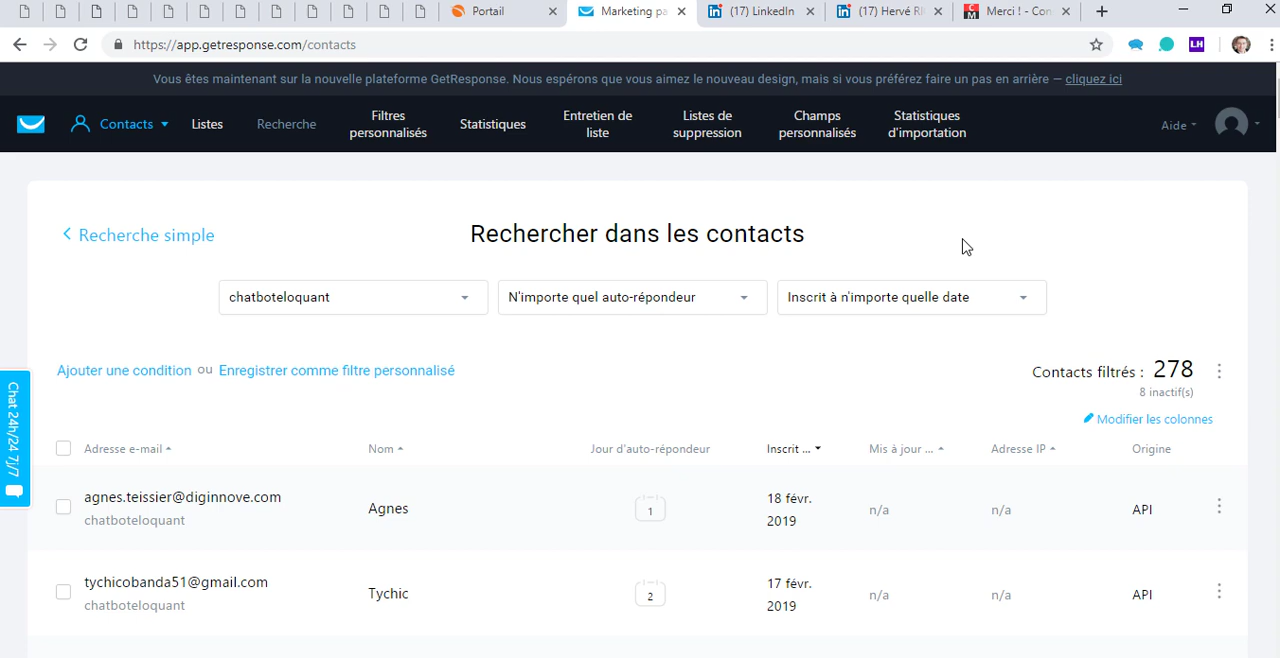 Portail
Marketing pa
(17) LinkedIn
(17) Hervé RI
Merci ! - Con
https://app.getresponse.com/contacts
LH
Vous êtes maintenant sur la nouvelle plateforme GetResponse. Nous espérons que vous aimez le nouveau design, mais si vous préférez faire un pas en arrière — cliquez ici
Contacts
Listes
Recherche
Filtres
personnalisés
Statistiques
Entretien de
liste
Listes de
suppression
Champs
personnalisés
Statistiques
d'importation
Aide
Recherche simple
Rechercher dans les contacts
chatboteloquant
N'importe quel auto-répondeur
Inscrit à n'importe quelle date
Ajouter une condition ou Enregistrer comme filtre personnalisé
Contacts filtrés : 278
8 inactif(s)
Modifier les colonnes
Chat 24h/24 7j/7
Adresse e-mail
Nom
Jour d'auto-répondeur
Inscrit ...
Mis à jour ...
Adresse IP
Origine
agnes.teissier@diginnove.com
chatboteloquant
Agnes
1
18 févr.
2019
n/a
n/a
API
tychicobanda51@gmail.com
chatboteloquant
Tychic
2
17 févr.
2019
n/a
n/a
API